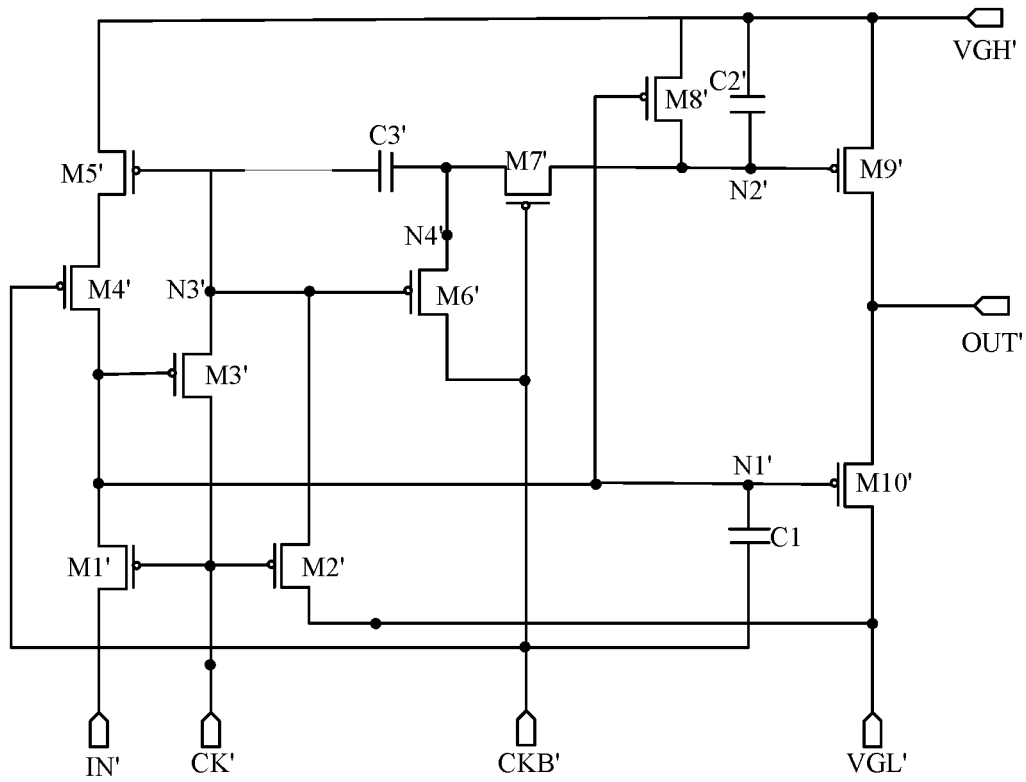 VGH'
C2'
M8'
C3'
M7'
M5'
M9'
N2'
N4'
M4'
N3'
M6'
OUT'
M3'
N1'
M10'
C1
M1'
M2'
IN'
CK'
CKB'
VGL'